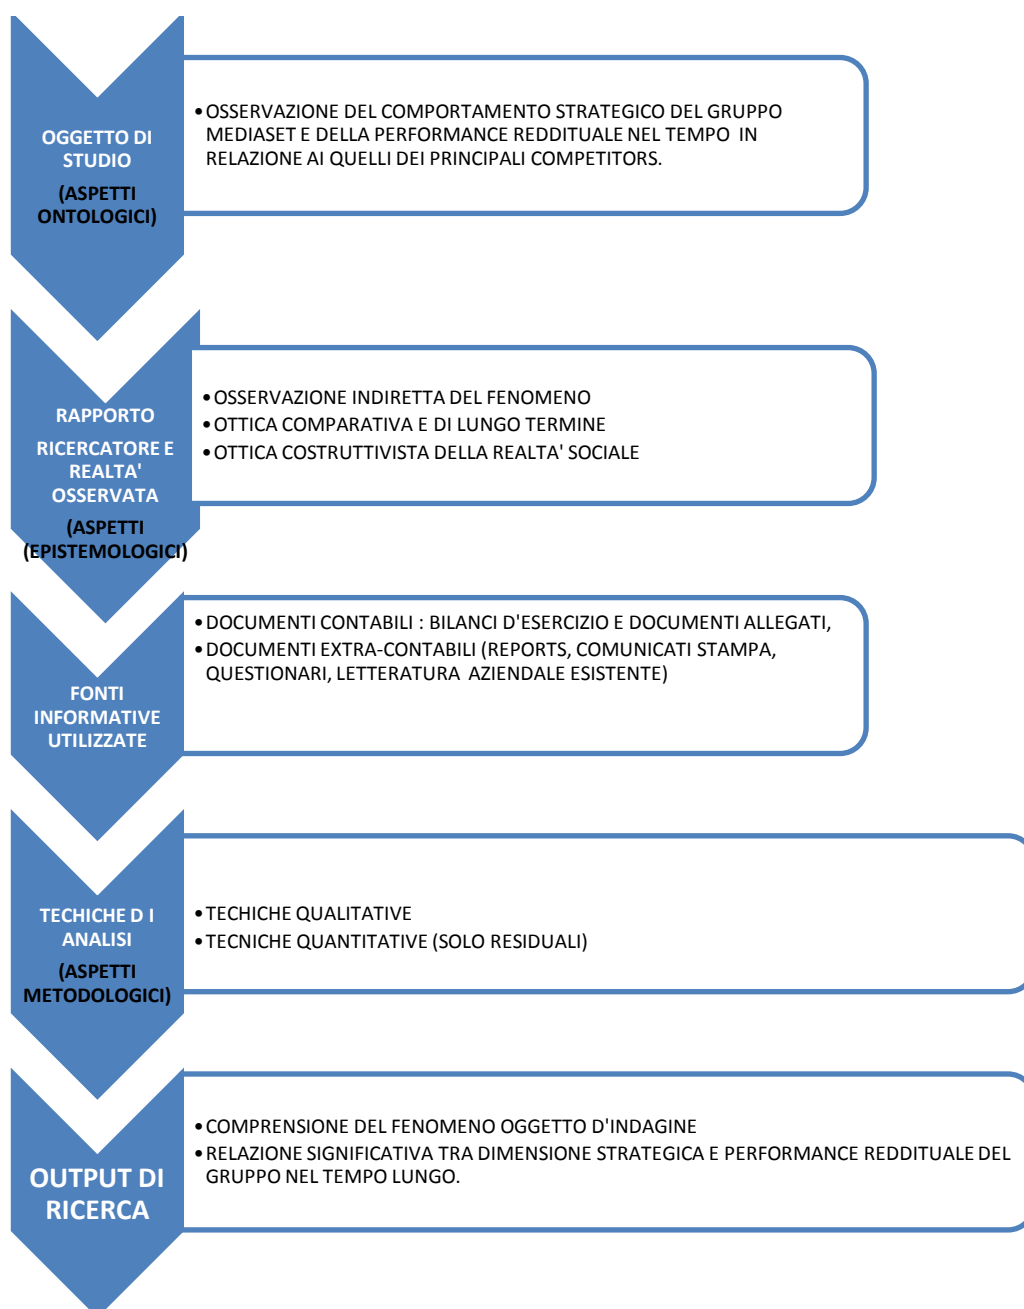 OGGETTO DI
STUDIO
(ASPETTI
ONTOLOGICI)
•OSSERVAZIONE DEL COMPORTAMENTO STRATEGICO DEL GRUPPO
MEDIASET E DELLA PERFORMANCE REDDITUALE NEL TEMPO IN
RELAZIONE AI QUELLI DEI PRINCIPALI COMPETITORS.
RAPPORTO
RICERCATORE E
REALTA'
OSSERVATA
(ASPETTI
(EPISTEMOLOGICI)
•OSSERVAZIONE INDIRETTA DEL FENOMENO
•OTTICA COMPARATIVA E DI LUNGO TERMINE
•OTTICA COSTRUTTIVISTA DELLA REALTA' SOCIALE
FONTI
INFORMATIVE
UTILIZZATE
•DOCUMENTI CONTABILI : BILANCI D'ESERCIZIO E DOCUMENTI ALLEGATI,
•DOCUMENTI EXTRA-CONTABILI (REPORTS, COMUNICATI STAMPA,
QUESTIONARI, LETTERATURA AZIENDALE ESISTENTE)
TECHICHE D I
ANALISI
(ASPETTI
METODOLOGICI)
•TECHICHE QUALITATIVE
•TECNICHE QUANTITATIVE (SOLO RESIDUALI)
OUTPUT DI
RICERCA
•COMPRENSIONE DEL FENOMENO OGGETTO D'INDAGINE
•RELAZIONE SIGNIFICATIVA TRA DIMENSIONE STRATEGICA E PERFORMANCE REDDITUALE DEL
GRUPPO NEL TEMPO LUNGO.